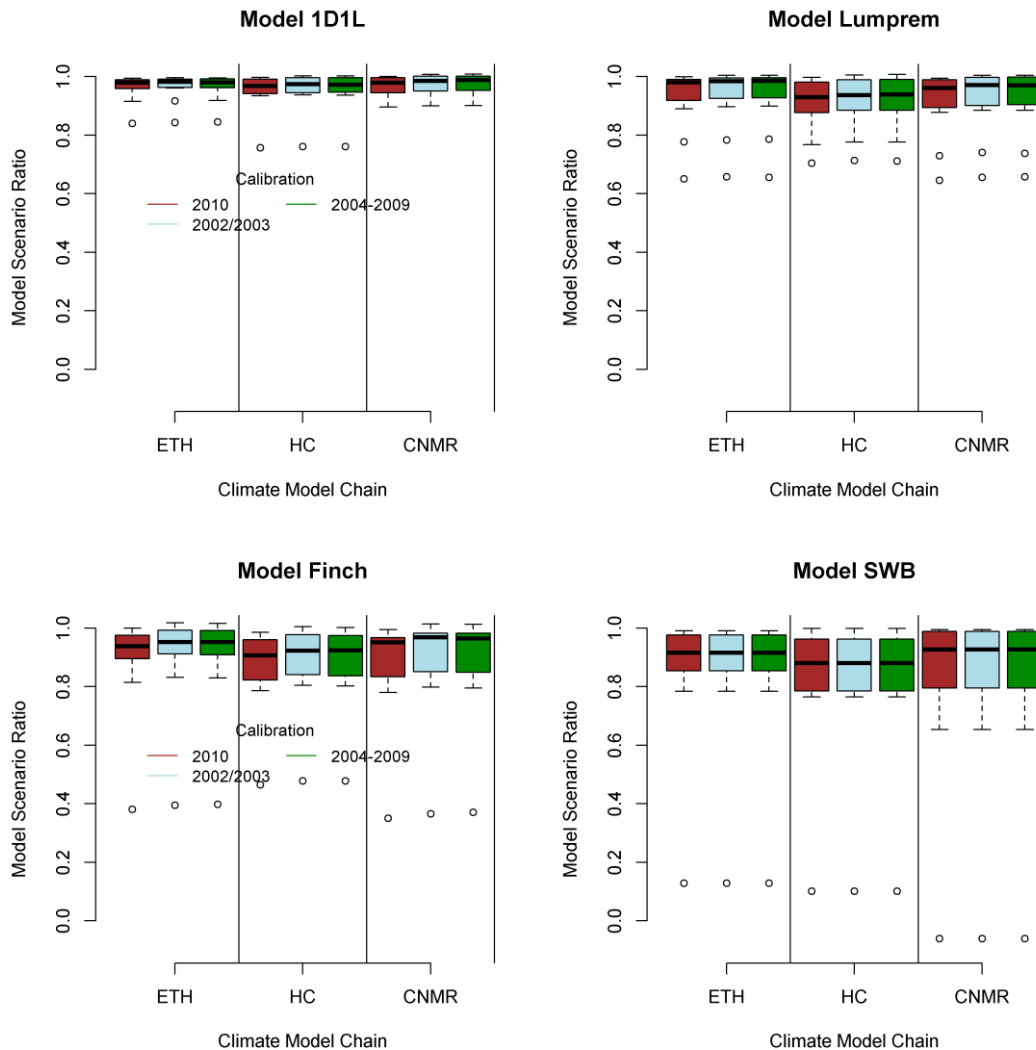 Model 1D1L
Model Scenario Ratio
1.0
0.8
0.6
0.4
0.2
0.0
Calibration
2010
2004-2009
2002/2003
ETH
HC
CNMR
Climate Model Chain
Model Lumprem
Model Scenario Ratio
1.0
0.8
0.6
0.4
0.2
0.0
ETH
HC
CNMR
Climate Model Chain
Model Finch
Model Scenario Ratio
1.0
0.8
0.6
0.4
0.2
0.0
Calibration
2010
2004-2009
2002/2003
ETH
HC
CNMR
Climate Model Chain
Model SWB
Model Scenario Ratio
1.0
0.8
0.6
0.4
0.2
0.0
ETH
HC
CNMR
Climate Model Chain